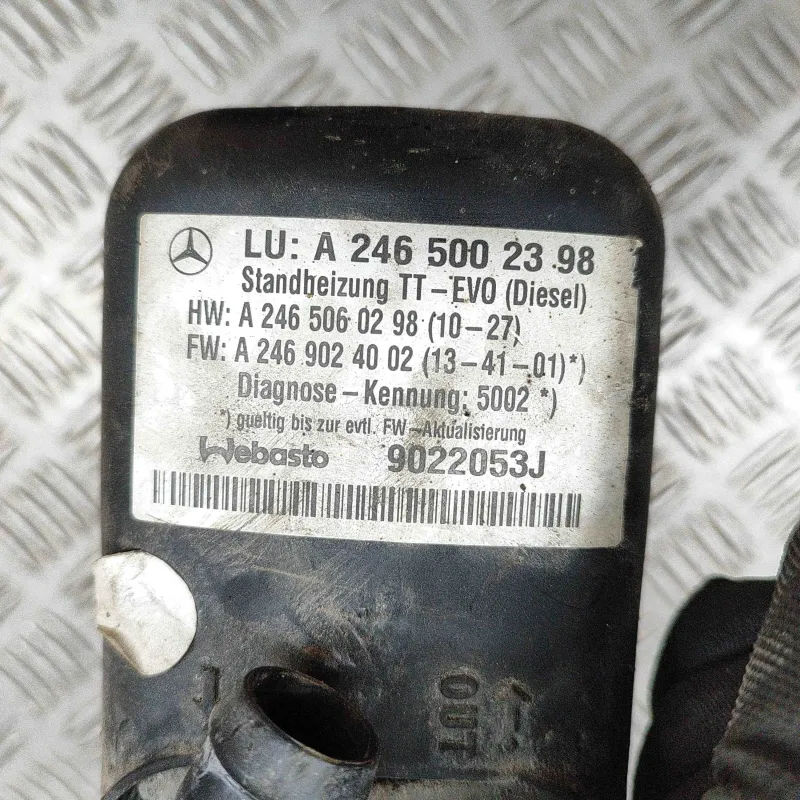 LU: A 246 500 23 98
Standheizung TT-EVO (Diesel)
HW: A 246 506 02 98 (10-27)
FW: A 246 902 40 02 (13-41-01)*)
Diagnose-Kennung: 5002 *)
*) gueltig bis zur evtl. FW-Aktualisierung
Webasto 9022053J
OUT